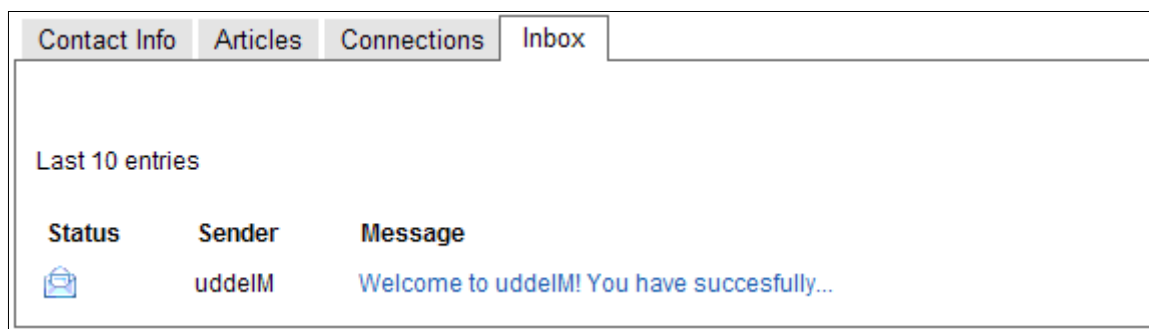 Contact Info Articles Connections Inbox
Last 10 entries
Status Sender Message
uddeIM Welcome to uddeIM! You have succesfully...